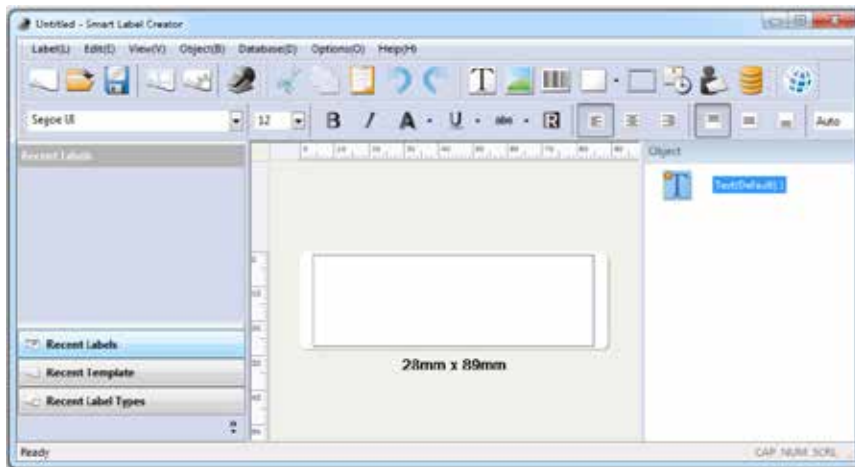 Untitled - Smart Label Creator
Label(L) Edit(E) View(V) Object(B) Database(D) Options(O) Help(H)
Segoe UI 12 B I A U abc R Auto
Recent Labels
Object
Text(Default) 1
Recent Labels
28mm x 89mm
Recent Template
Recent Label Types
Ready
CAP NUM SCRL